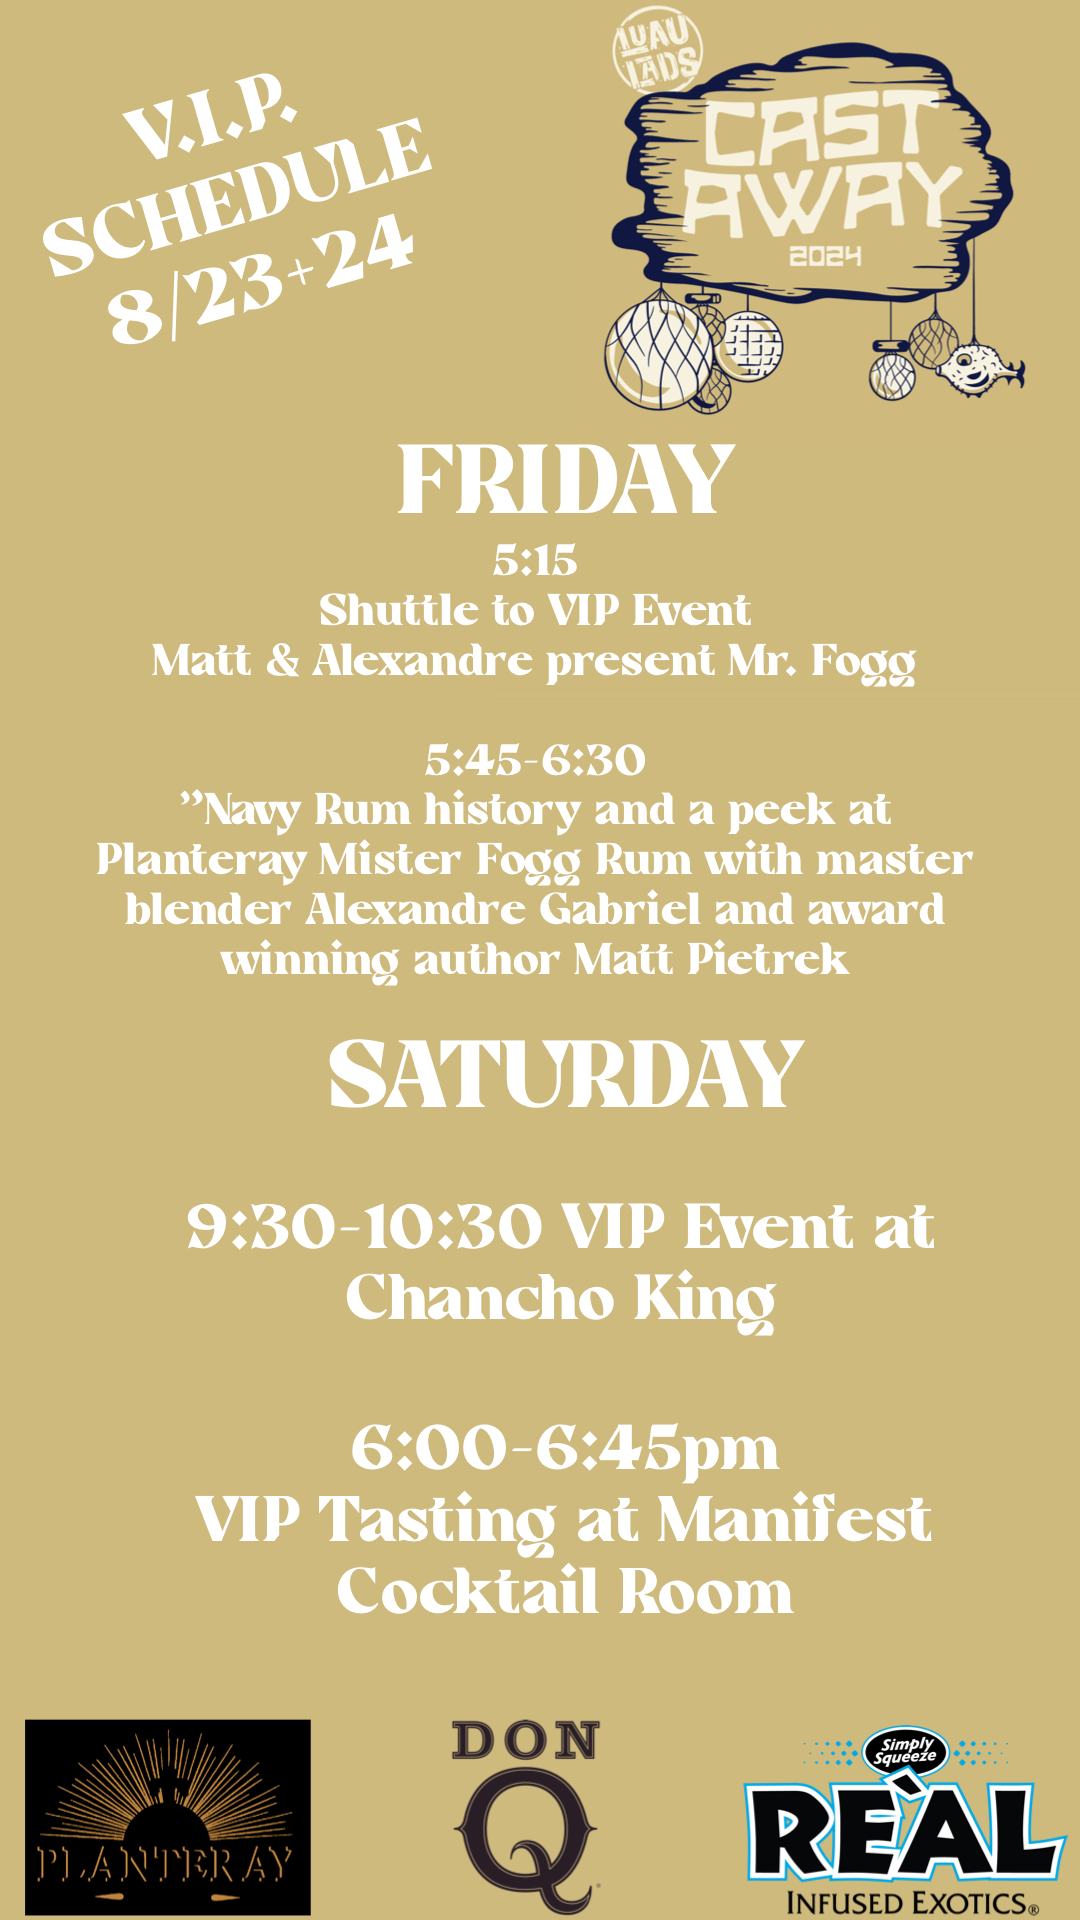 V.I.P.
SCHEDULE
8/23+24
LUAU
LADS
CAST
AWAY
2024
FRIDAY
5:15
Shuttle to VIP Event
Matt & Alexandre present Mr. Fogg
5:45-6:30
”Navy Rum history and a peek at
Planteray Mister Fogg Rum with master
blender Alexandre Gabriel and award
winning author Matt Pietrek
SATURDAY
9:30-10:30 VIP Event at
Chancho King
6:00-6:45pm
VIP Tasting at Manifest
Cocktail Room
PLANTERAY
DON
Q
Simply
Squeeze
REÀL
INFUSED EXOTICS®